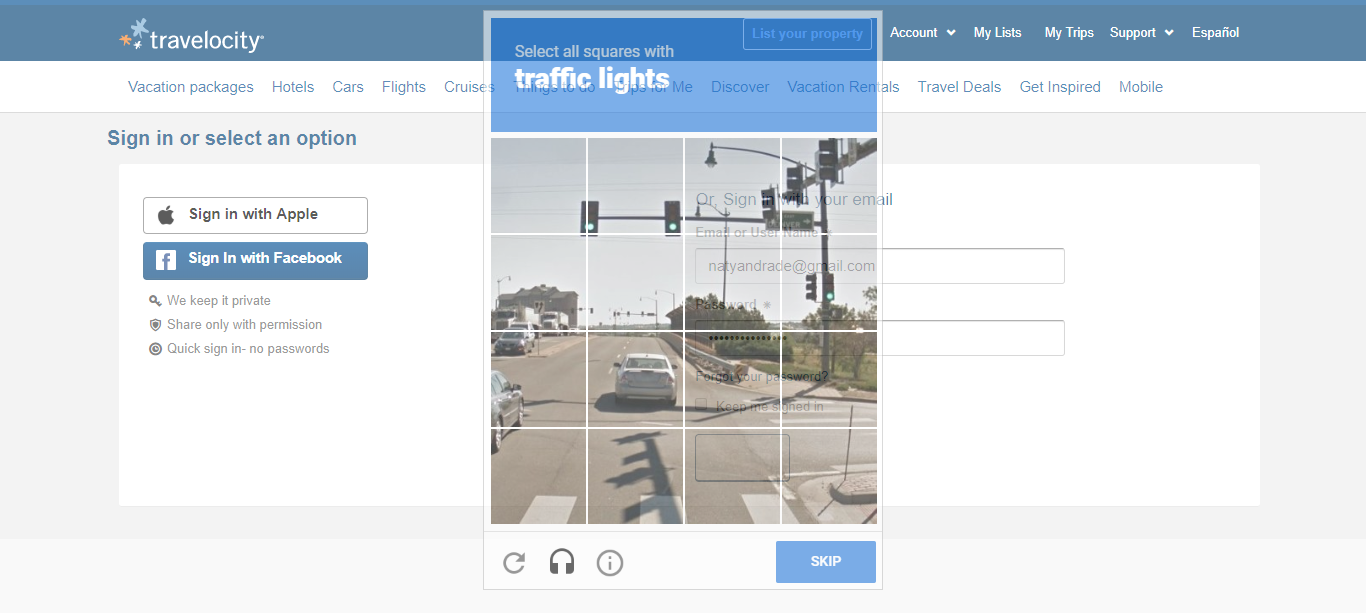 travelocity
List your property
Account
My Lists
My Trips
Support
Español
Vacation packages
Hotels
Cars
Flights
Cruises
Things to do
Trips for Me
Discover
Vacation Rentals
Travel Deals
Get Inspired
Mobile
Select all squares with
traffic lights
Sign in or select an option
Sign in with Apple
Sign In with Facebook
We keep it private
Share only with permission
Quick sign in- no passwords
Or, Sign in with your email
Email or User Name *
natyandrade@gmail.com
Password *
••••••••••••••
Forgot your password?
Keep me signed in
SKIP